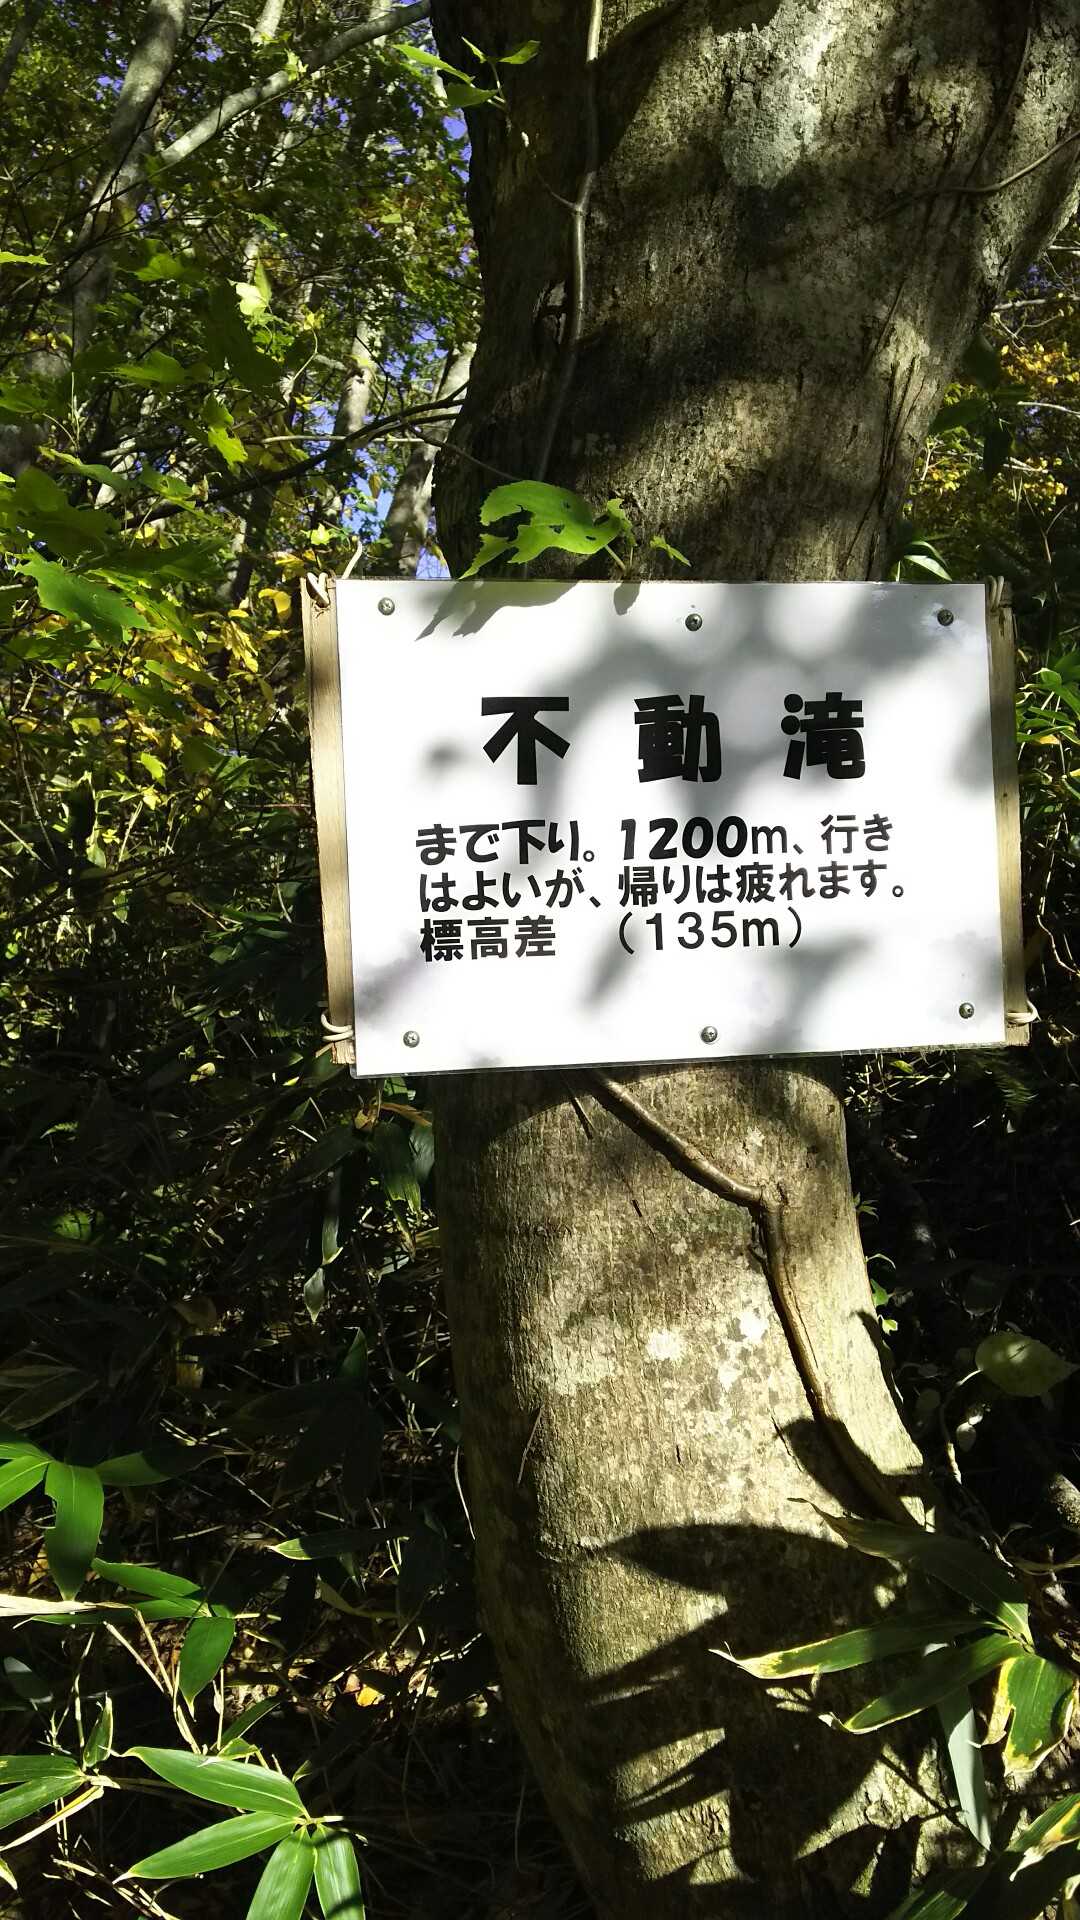 不動滝
まで下り。1200m、行き
はよいが、帰りは疲れます。
標高差　（135m）